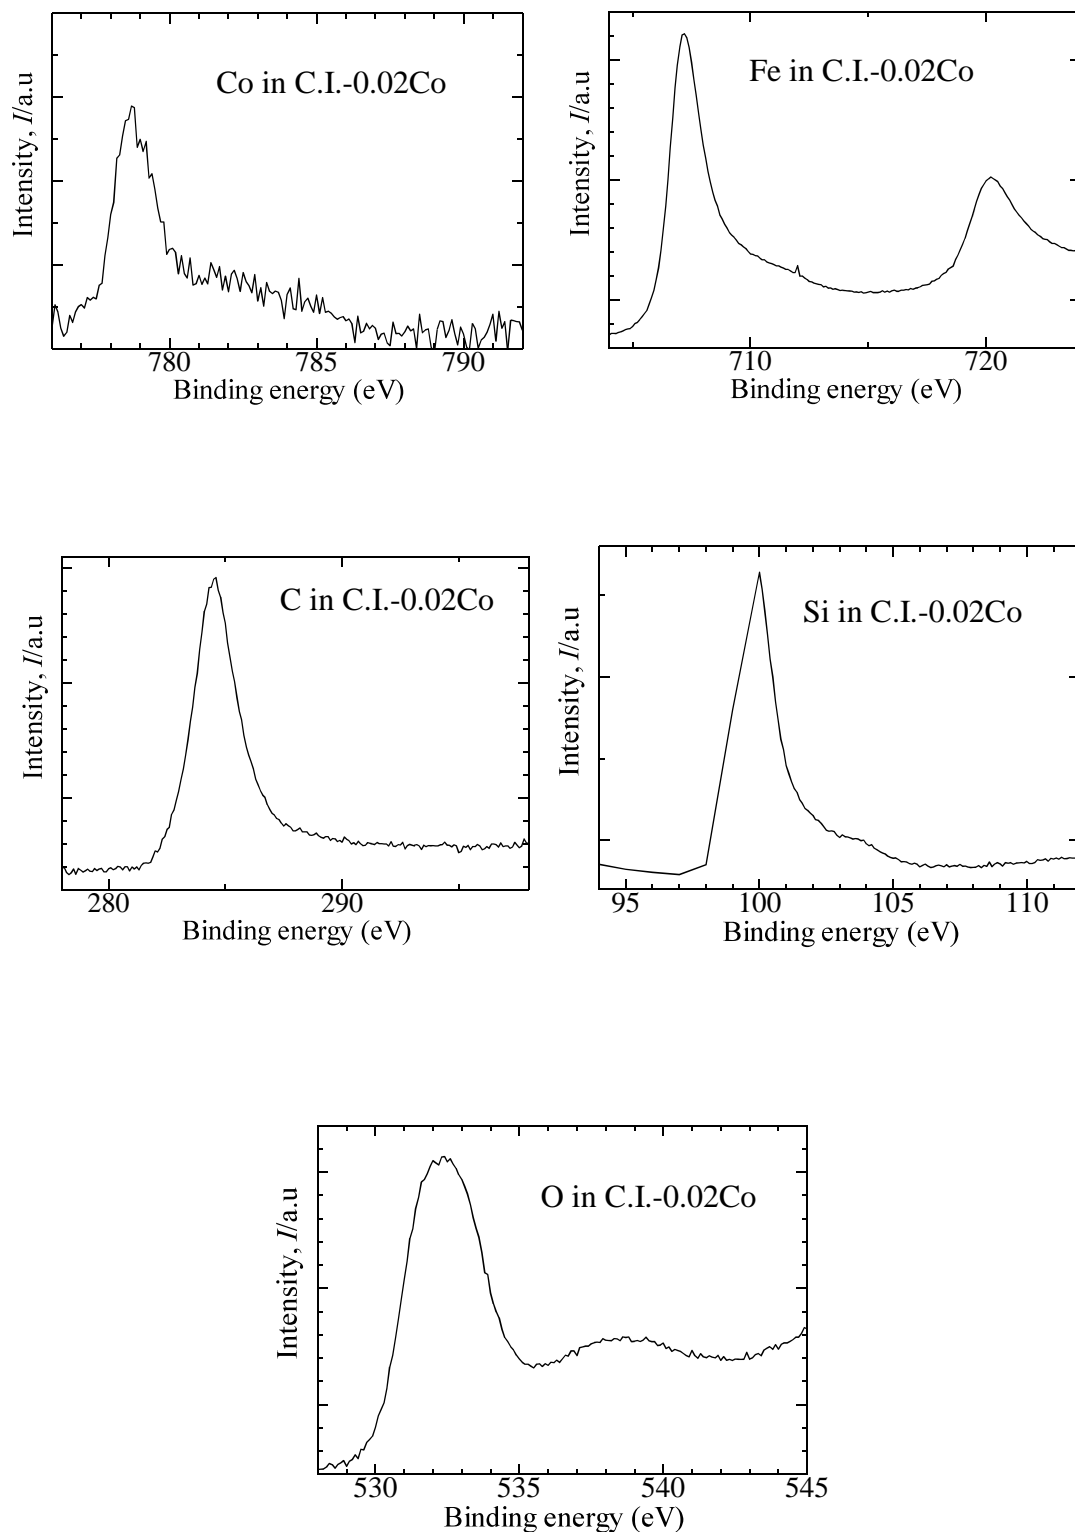 Co in C.I.-0.02Co
Intensity, I/a.u
780 785 790
Binding energy (eV)
Fe in C.I.-0.02Co
Intensity, I/a.u
710 720
Binding energy (eV)
C in C.I.-0.02Co
Intensity, I/a.u
280 290
Binding energy (eV)
Si in C.I.-0.02Co
Intensity, I/a.u
95 100 105 110
Binding energy (eV)
O in C.I.-0.02Co
Intensity, I/a.u
530 535 540 545
Binding energy (eV)